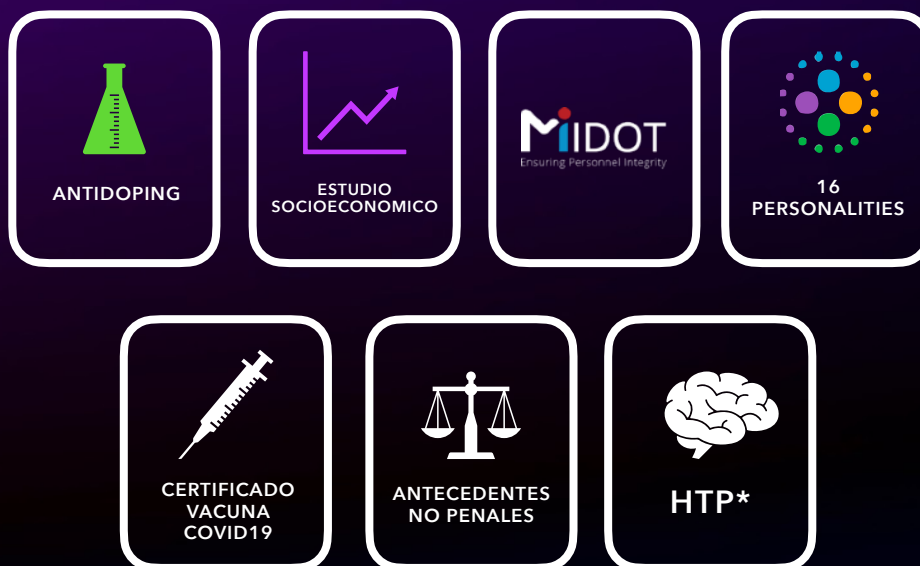 ANTIDOPING
ESTUDIO
SOCIOECONOMICO
MIDOT
Ensuring Personnel Integrity
16
PERSONALITIES
CERTIFICADO
VACUNA
COVID19
ANTECEDENTES
NO PENALES
HTP*